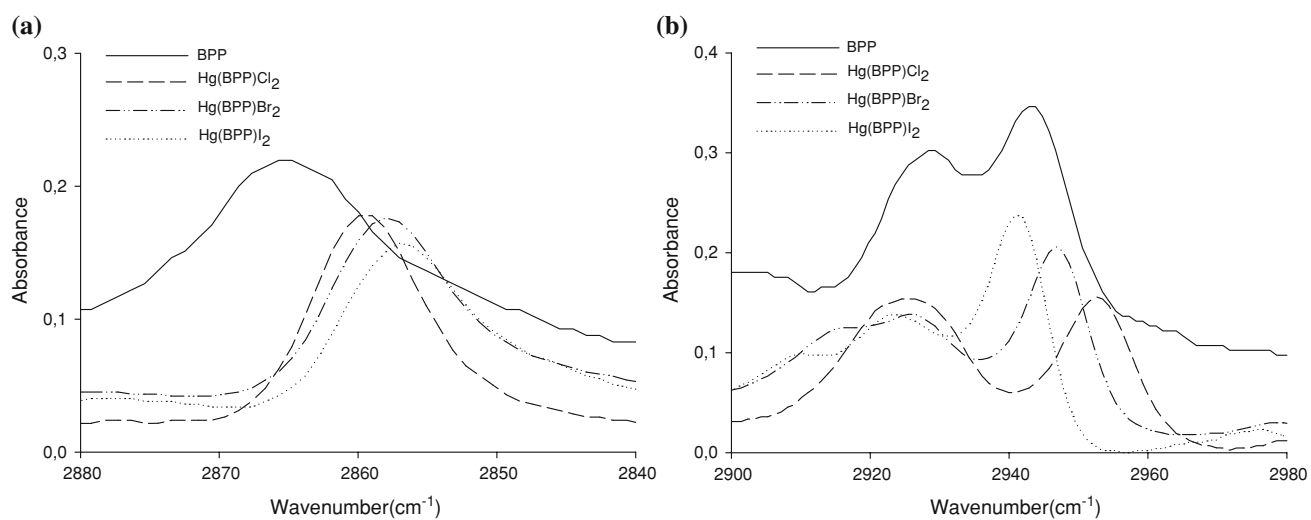 (a)
0,3
0,2
0,1
0,0
Absorbance
BPP
Hg(BPP)Cl₂
Hg(BPP)Br₂
Hg(BPP)I₂
2880 2870 2860 2850 2840
Wavenumber(cm⁻¹)
(b)
0,4
0,3
0,2
0,1
0,0
Absorbance
BPP
Hg(BPP)Cl₂
Hg(BPP)Br₂
Hg(BPP)I₂
2900 2920 2940 2960 2980
Wavenumber(cm⁻¹)